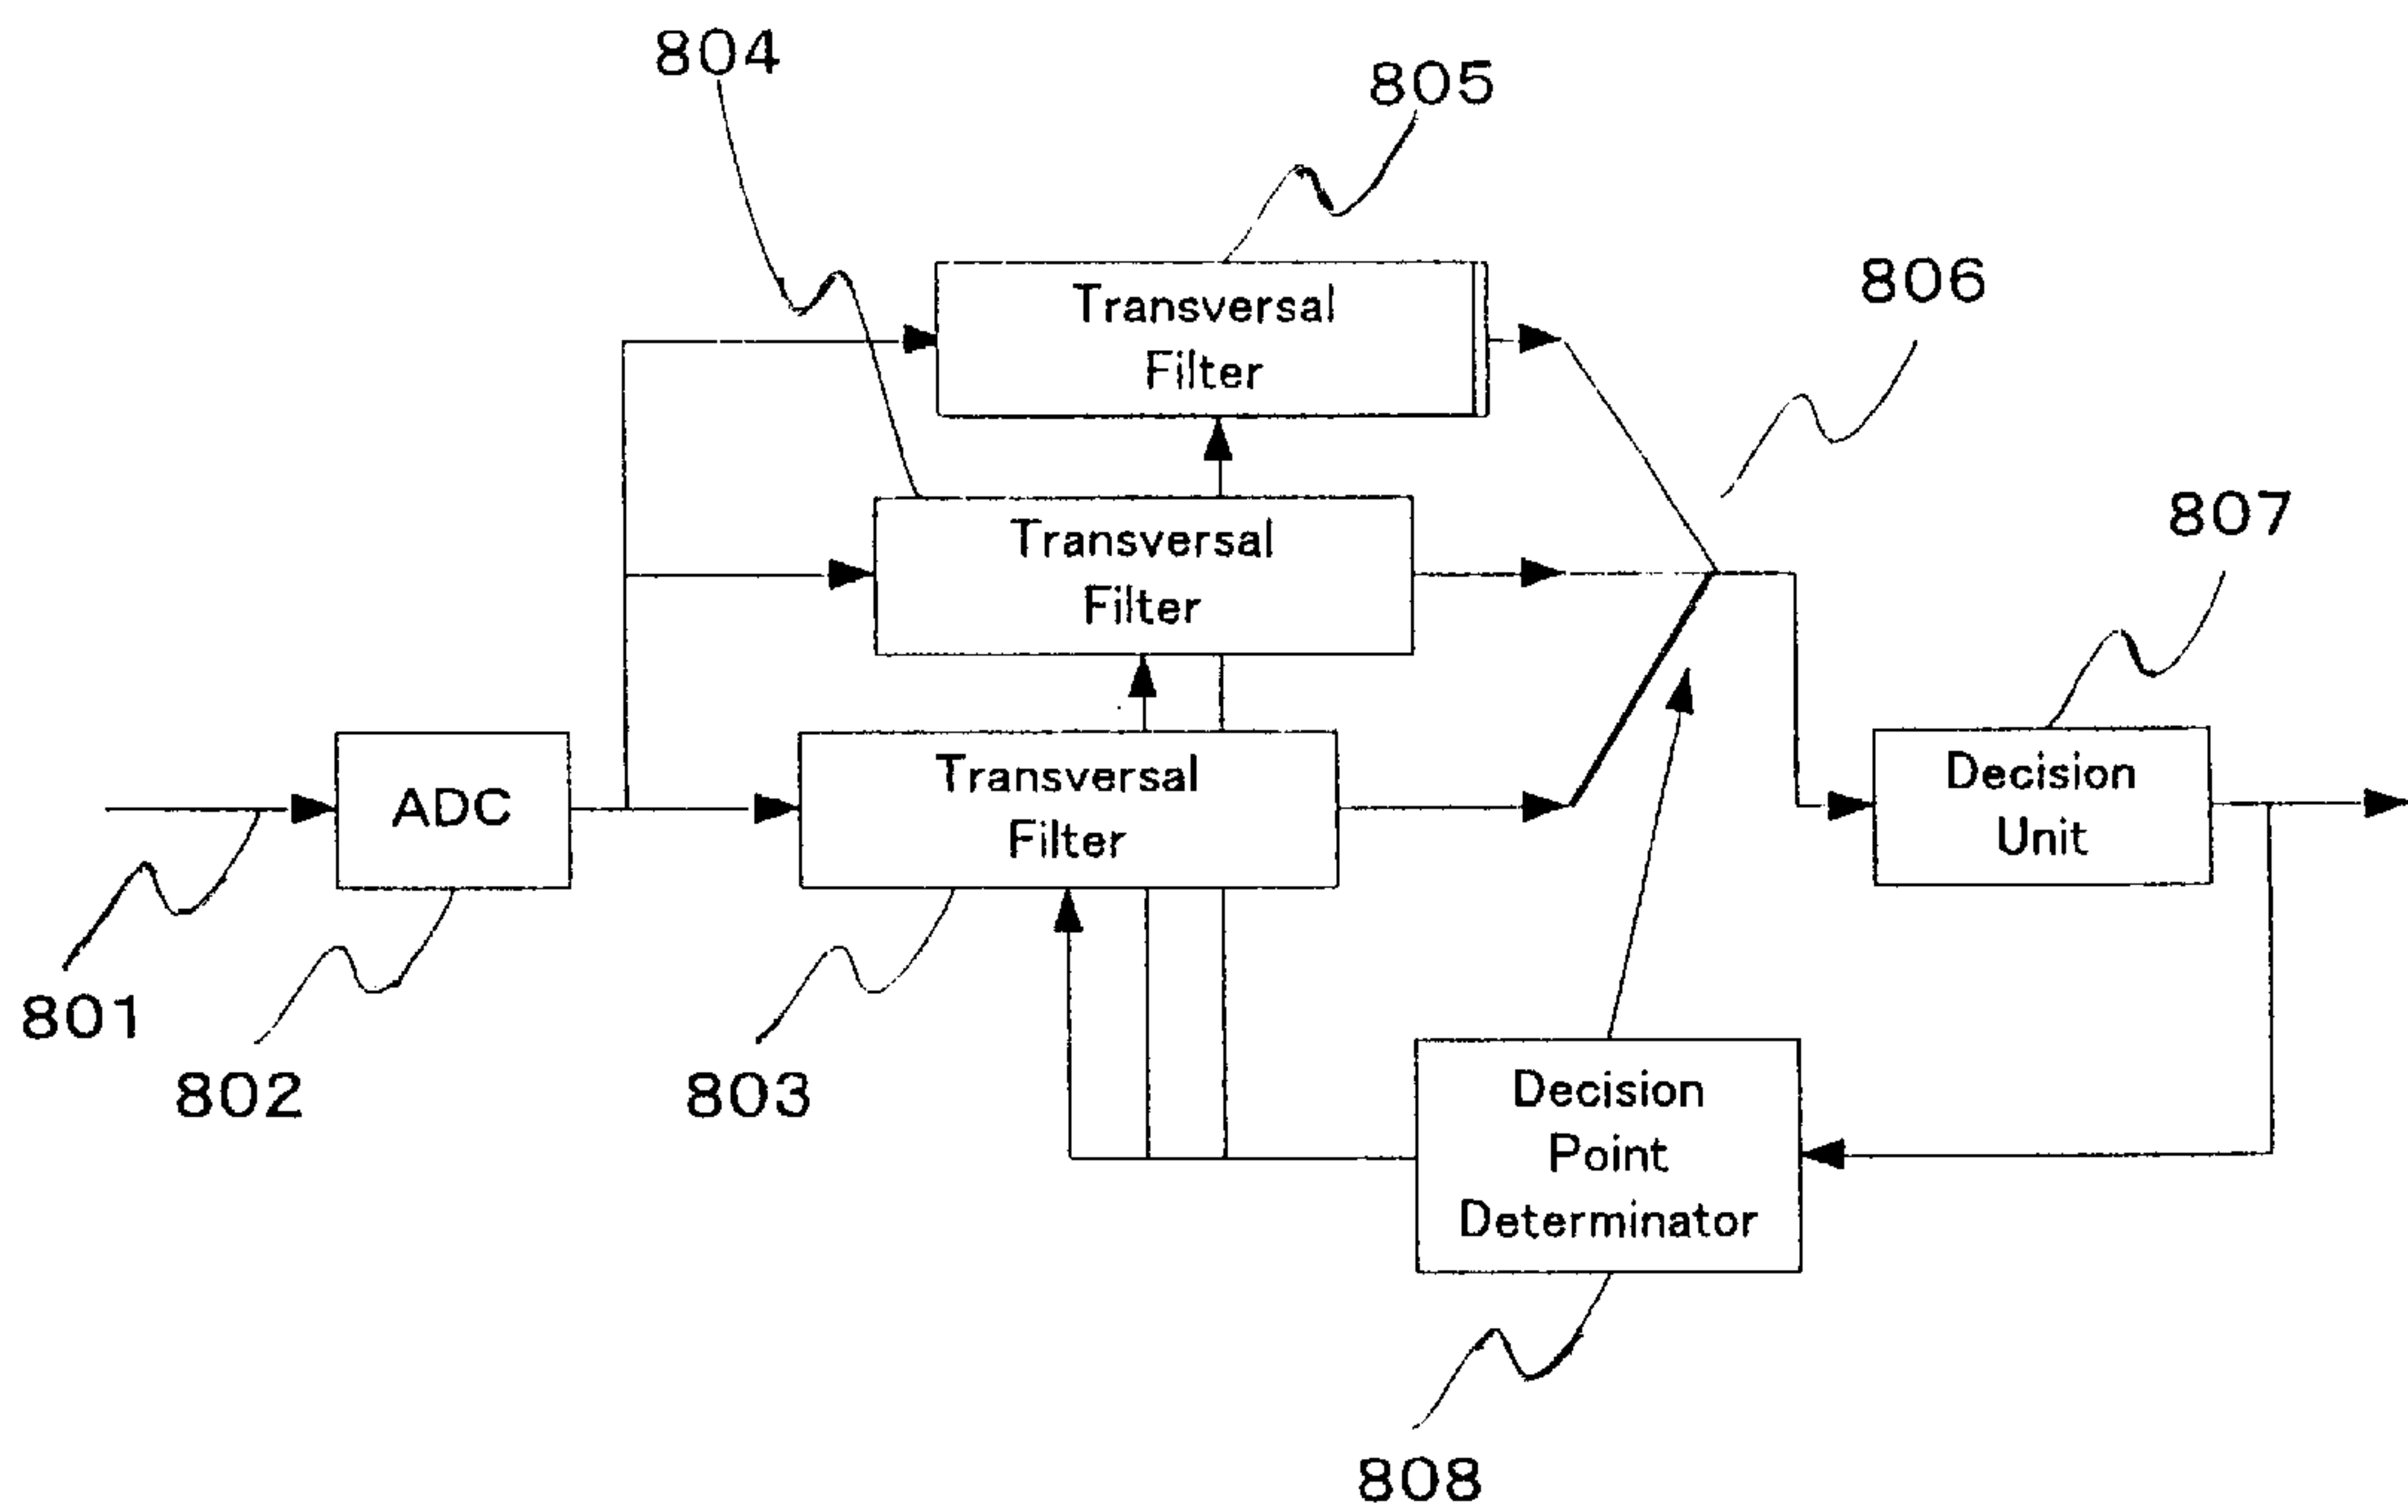 804
805
Transversal
Filter
806
Transversal
Filter
807
ADC
Transversal
Filter
Decision
Unit
801
802
803
Decision
Point
Determinator
808